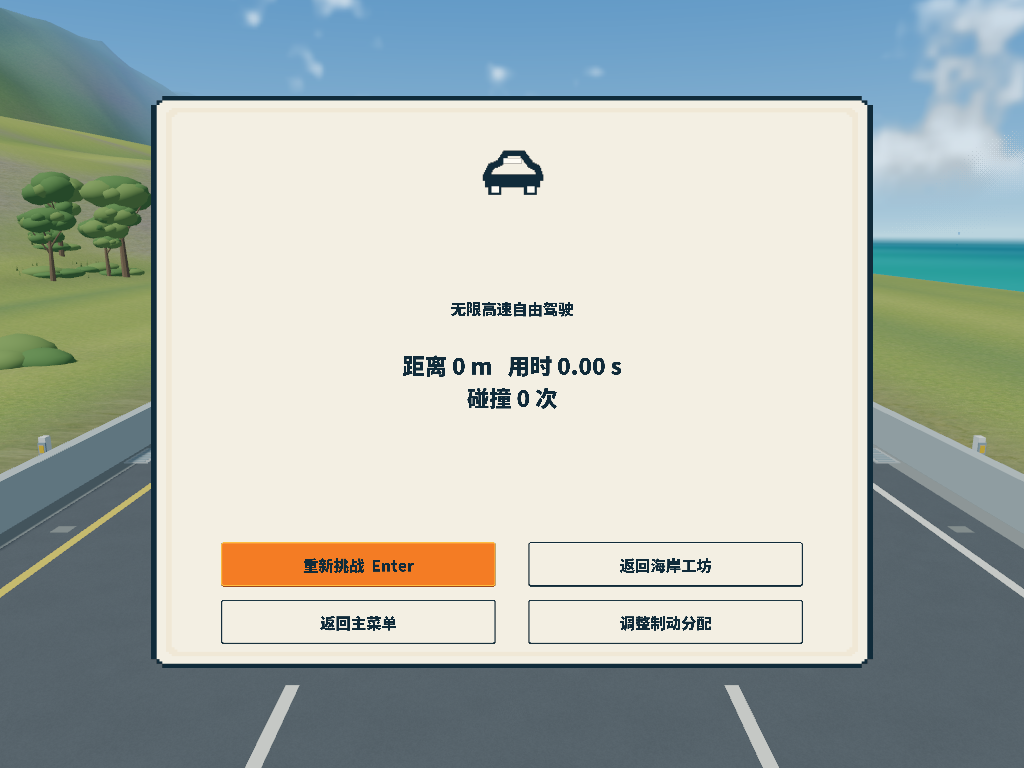 无限高速自由驾驶
距离 0 m 用时 0.00 s
碰撞 0 次
重新挑战 Enter
返回海岸工坊
返回主菜单
调整制动分配